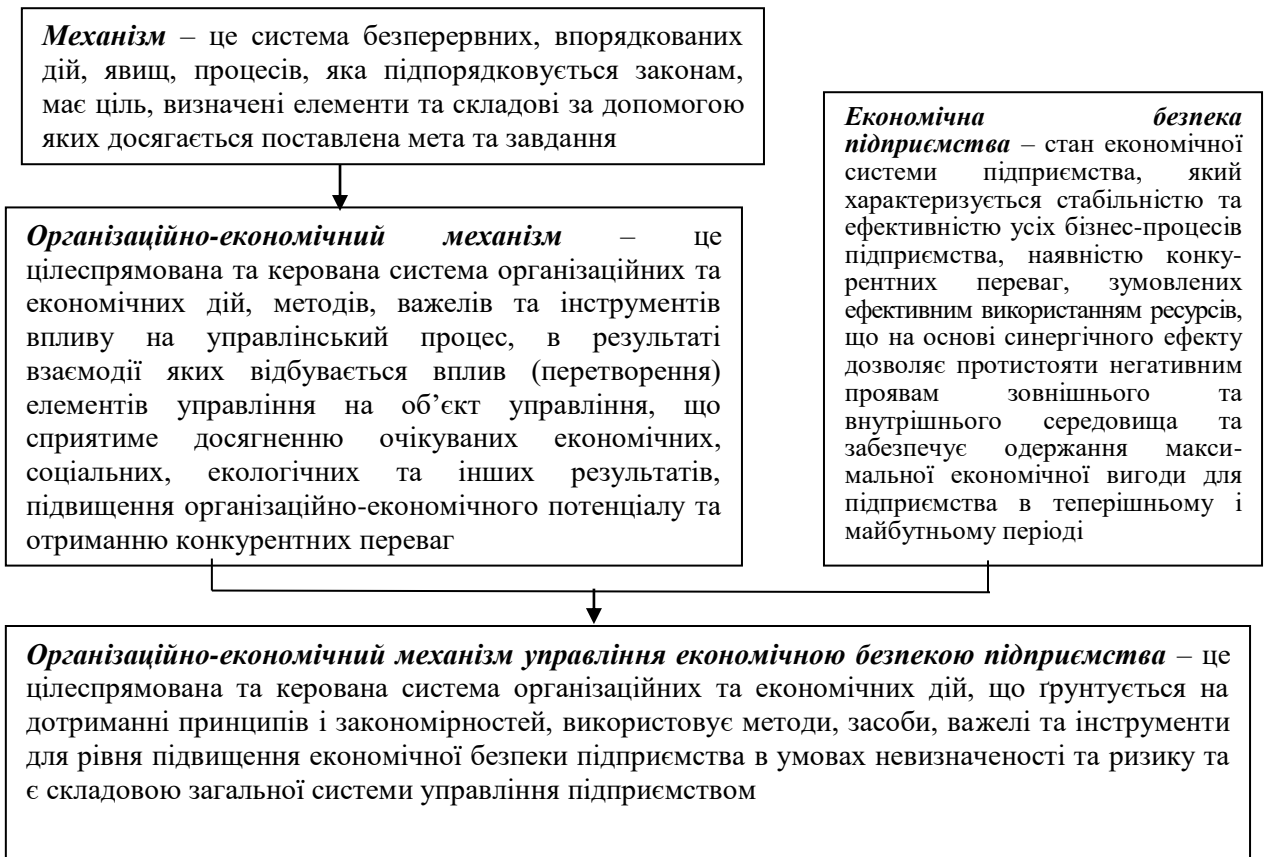 Механізм – це система безперервних, впорядкованих
дій, явищ, процесів, яка підпорядковується законам,
має ціль, визначені елементи та складові за допомогою
яких досягається поставлена мета та завдання
Організаційно-економічний механізм – це
цілеспрямована та керована система організаційних та
економічних дій, методів, важелів та інструментів
впливу на управлінський процес, в результаті
взаємодії яких відбувається вплив (перетворення)
елементів управління на об’єкт управління, що
сприятиме досягненню очікуваних економічних,
соціальних, екологічних та інших результатів,
підвищення організаційно-економічного потенціалу та
отриманню конкурентних переваг
Економічна безпека
підприємства – стан економічної
системи підприємства, який
характеризується стабільністю та
ефективністю усіх бізнес-процесів
підприємства, наявністю конку-
рентних переваг, зумовлених
ефективним використанням ресурсів,
що на основі синергічного ефекту
дозволяє протистояти негативним
проявам зовнішнього та
внутрішнього середовища та
забезпечує одержання макси-
мальної економічної вигоди для
підприємства в теперішньому і
майбутньому періоді
Організаційно-економічний механізм управління економічною безпекою підприємства – це
цілеспрямована та керована система організаційних та економічних дій, що ґрунтується на
дотриманні принципів і закономірностей, використовує методи, засоби, важелі та інструменти
для рівня підвищення економічної безпеки підприємства в умовах невизначеності та ризику та
є складовою загальної системи управління підприємством